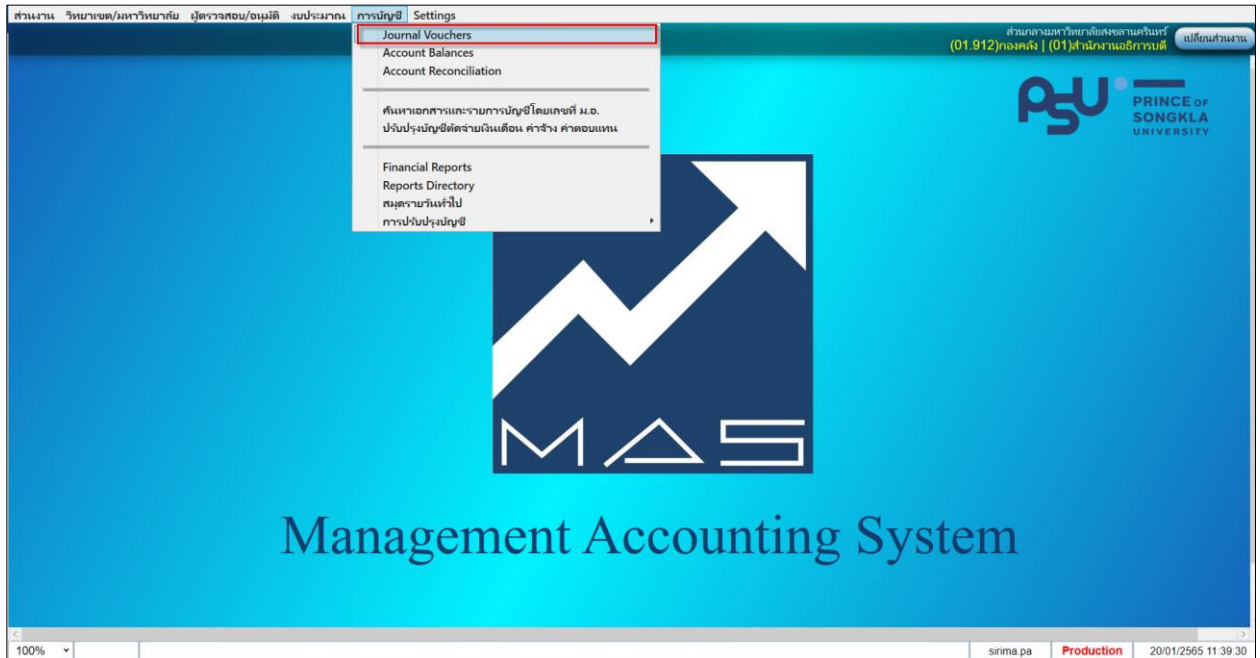 ส่วนงาน วิทยาเขต/มหาวิทยาลัย ผู้ตรวจสอบ/อนุมัติ งบประมาณ การบัญชี Settings
Journal Vouchers
Account Balances
Account Reconciliation
ค้นหาเอกสารและรายการบัญชีโดยเลขที่ ม.อ.
ปรับปรุงบัญชีตัดจ่ายเงินเดือน ค่าจ้าง ค่าตอบแทน
Financial Reports
Reports Directory
สมุดรายวันทั่วไป
การปรับปรุงบัญชี
ส่วนกลางมหาวิทยาลัยสงขลานครินทร์
(01.912)กองคลัง | (01)สำนักงานอธิการบดี
เปลี่ยนส่วนงาน
PSU
PRINCE OF
SONGKLA
UNIVERSITY
MAS
Management Accounting System
100%
sirima.pa Production 20/01/2565 11:39:30